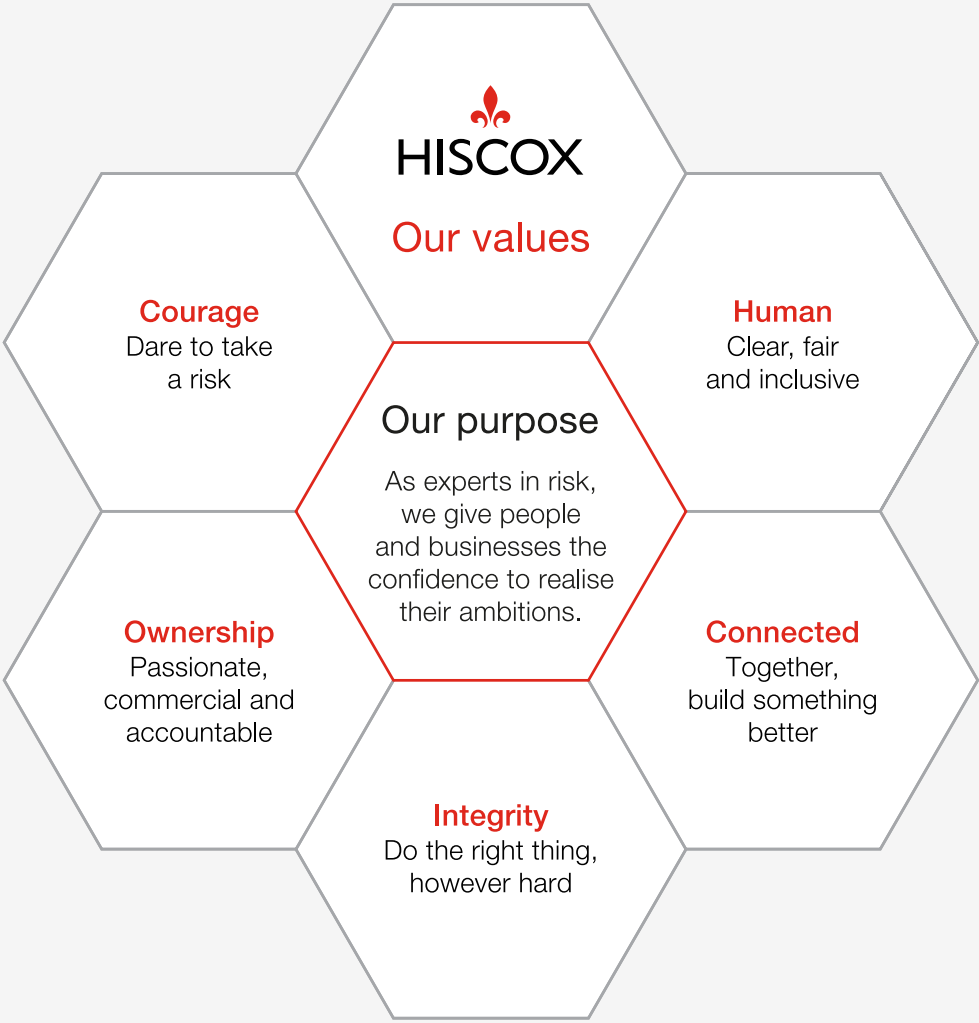 HISCOX
Our values
Courage
Dare to take
a risk
Human
Clear, fair
and inclusive
Our purpose
As experts in risk,
we give people
and businesses the
confidence to realise
their ambitions.
Ownership
Passionate,
commercial and
accountable
Connected
Together,
build something
better
Integrity
Do the right thing,
however hard